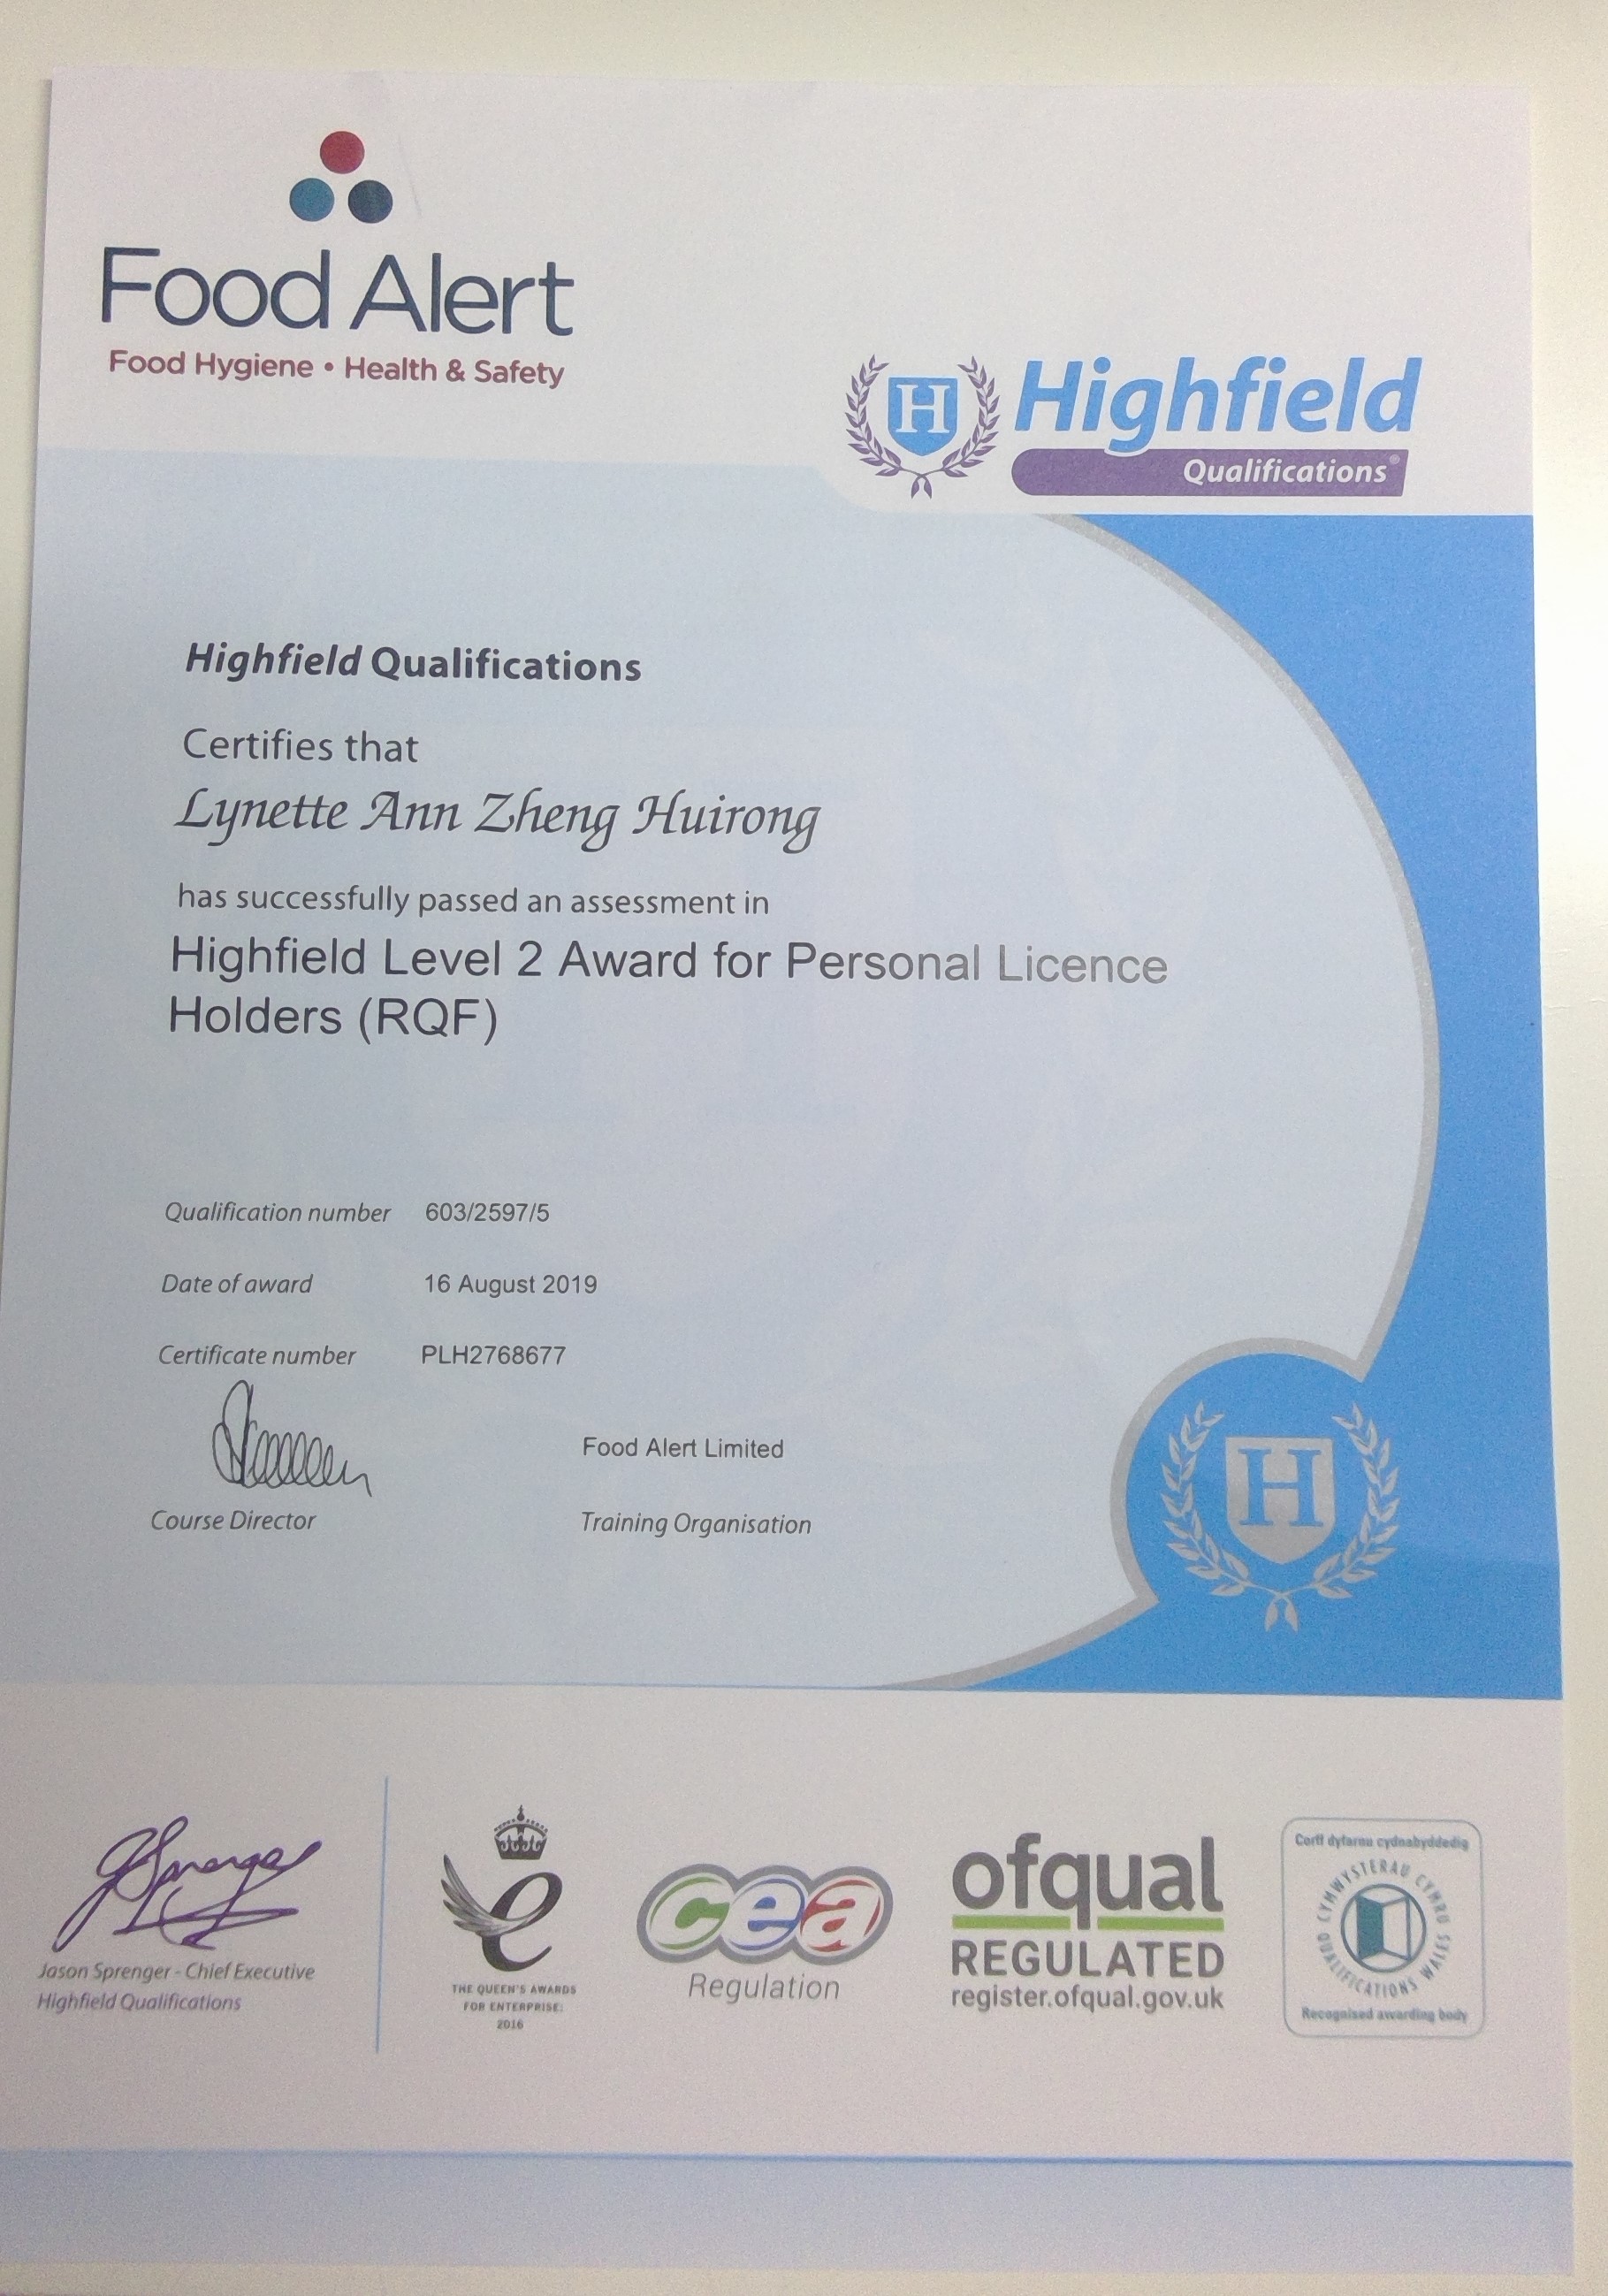 Food Alert
Food Hygiene • Health & Safety
H
Highfield
Qualifications®
Highfield Qualifications
Certifies that
Lynette Ann Zheng Huirong
has successfully passed an assessment in
Highfield Level 2 Award for Personal Licence
Holders (RQF)
Qualification number 603/2597/5
Date of award 16 August 2019
Certificate number PLH2768677
Food Alert Limited
Course Director Training Organisation
H
Jason Sprenger - Chief Executive
Highfield Qualifications
e
THE QUEEN'S AWARDS
FOR ENTERPRISE:
2016
cea
Regulation
ofqual
REGULATED
register.ofqual.gov.uk
Corff dyfarnu cydnabyddedig
CYMWYSTERAU CYMRU
QUALIFICATIONS WALES
Recognised awarding body